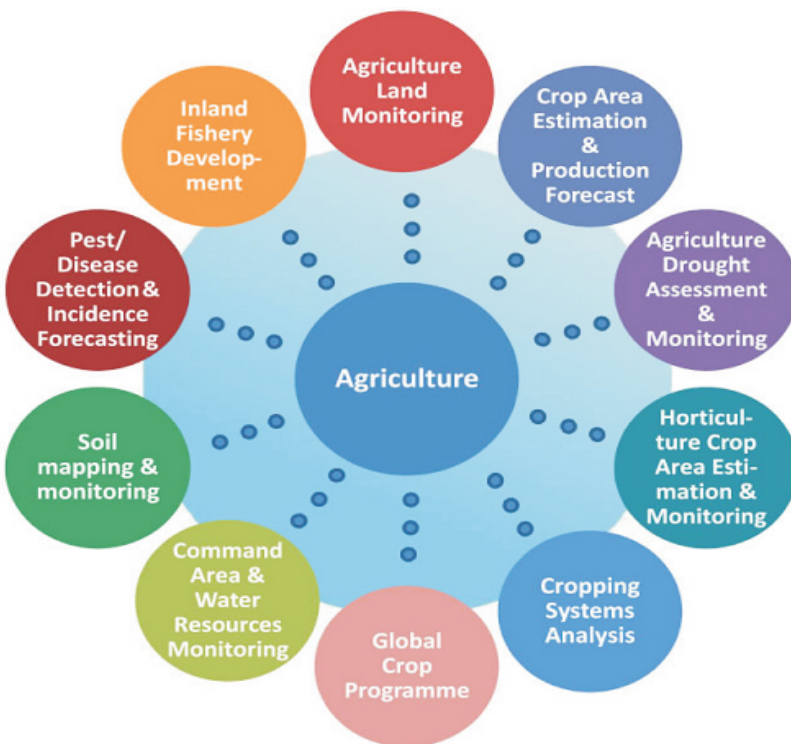 Agriculture
Land
Monitoring
Crop Area
Estimation
&
Production
Forecast
Agriculture
Drought
Assessment
&
Monitoring
Horticul-
ture Crop
Area Esti-
mation &
Monitoring
Cropping
Systems
Analysis
Global
Crop
Programme
Command
Area &
Water
Resources
Monitoring
Soil
mapping &
monitoring
Pest/
Disease
Detection &
Incidence
Forecasting
Inland
Fishery
Develop-
ment
Agriculture